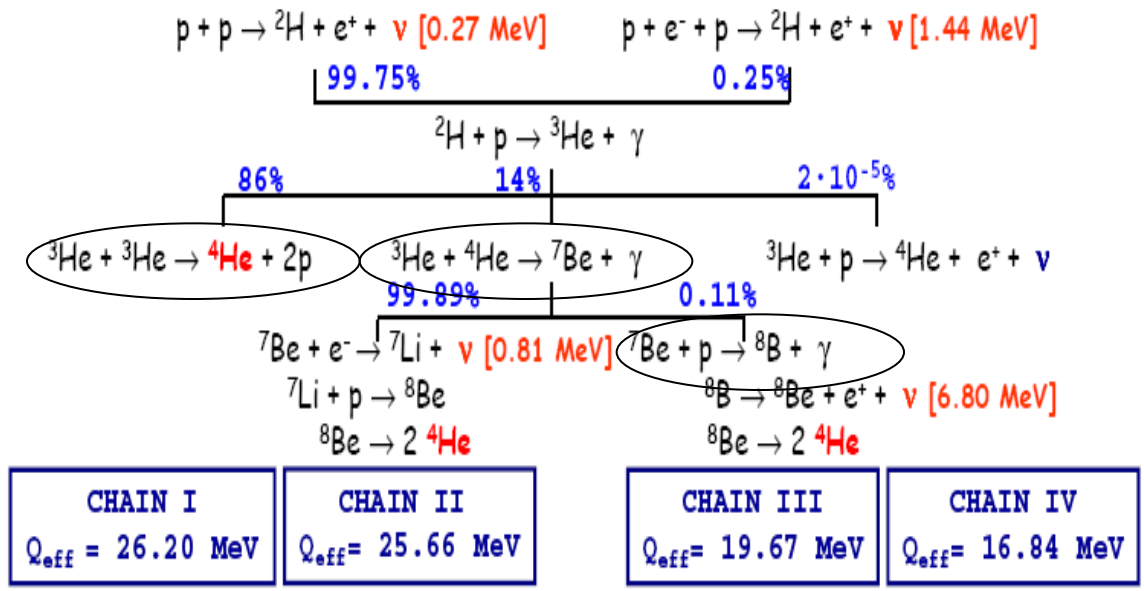 p + p → ²H + e⁺ + ν [0.27 MeV]
p + e⁻ + p → ²H + e⁺ + ν [1.44 MeV]
99.75%
0.25%
²H + p → ³He + γ
86%
14%
2·10⁻⁵%
³He + ³He → ⁴He + 2p
³He + ⁴He → ⁷Be + γ
³He + p → ⁴He + e⁺ + ν
99.89%
0.11%
⁷Be + e⁻ → ⁷Li + ν [0.81 MeV]
⁷Be + p → ⁸B + γ
⁷Li + p → ⁸Be
⁸B → ⁸Be + e⁺ + ν [6.80 MeV]
⁸Be → 2 ⁴He
⁸Be → 2 ⁴He
CHAIN I
Qeff = 26.20 MeV
CHAIN II
Qeff= 25.66 MeV
CHAIN III
Qeff= 19.67 MeV
CHAIN IV
Qeff= 16.84 MeV